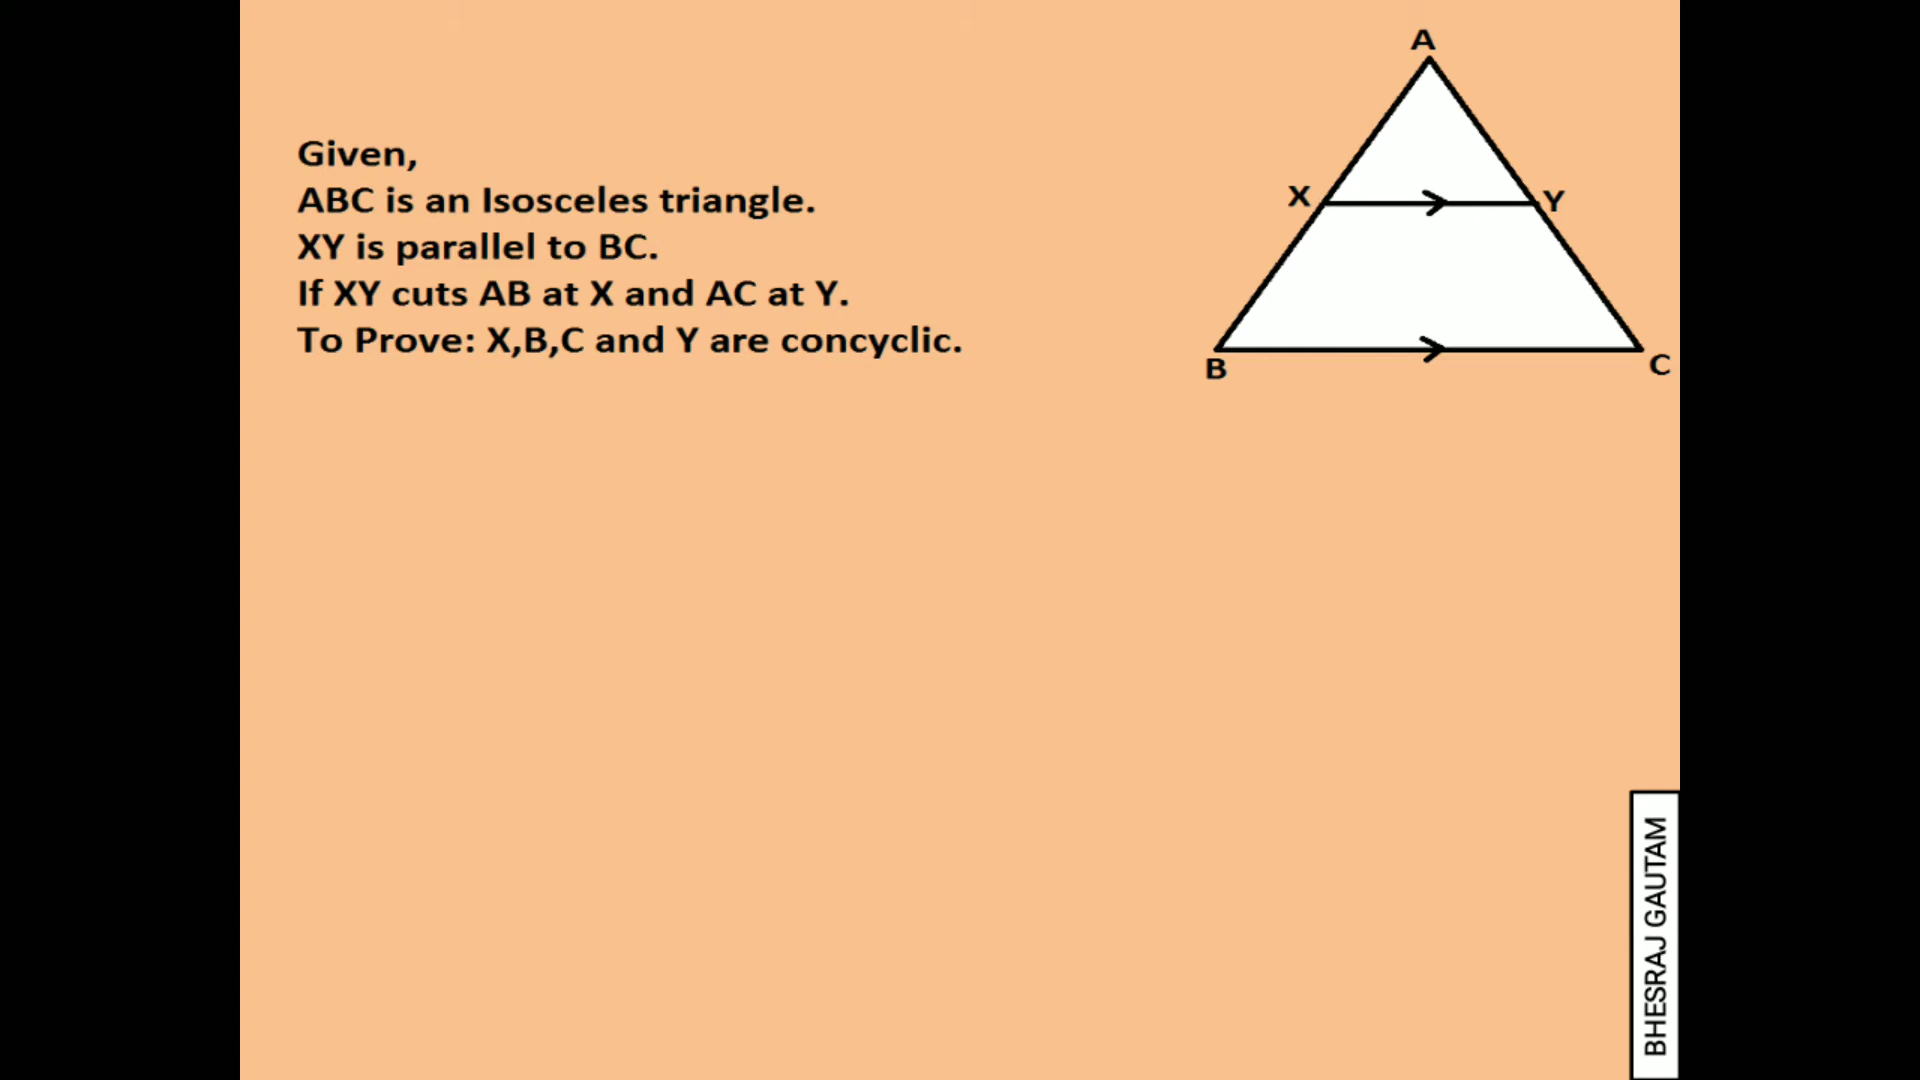 Given,
ABC is an Isosceles triangle.
XY is parallel to BC.
If XY cuts AB at X and AC at Y.
To Prove: X,B,C and Y are concyclic.
A
X
Y
B
C
BHESRAJ GAUTAM